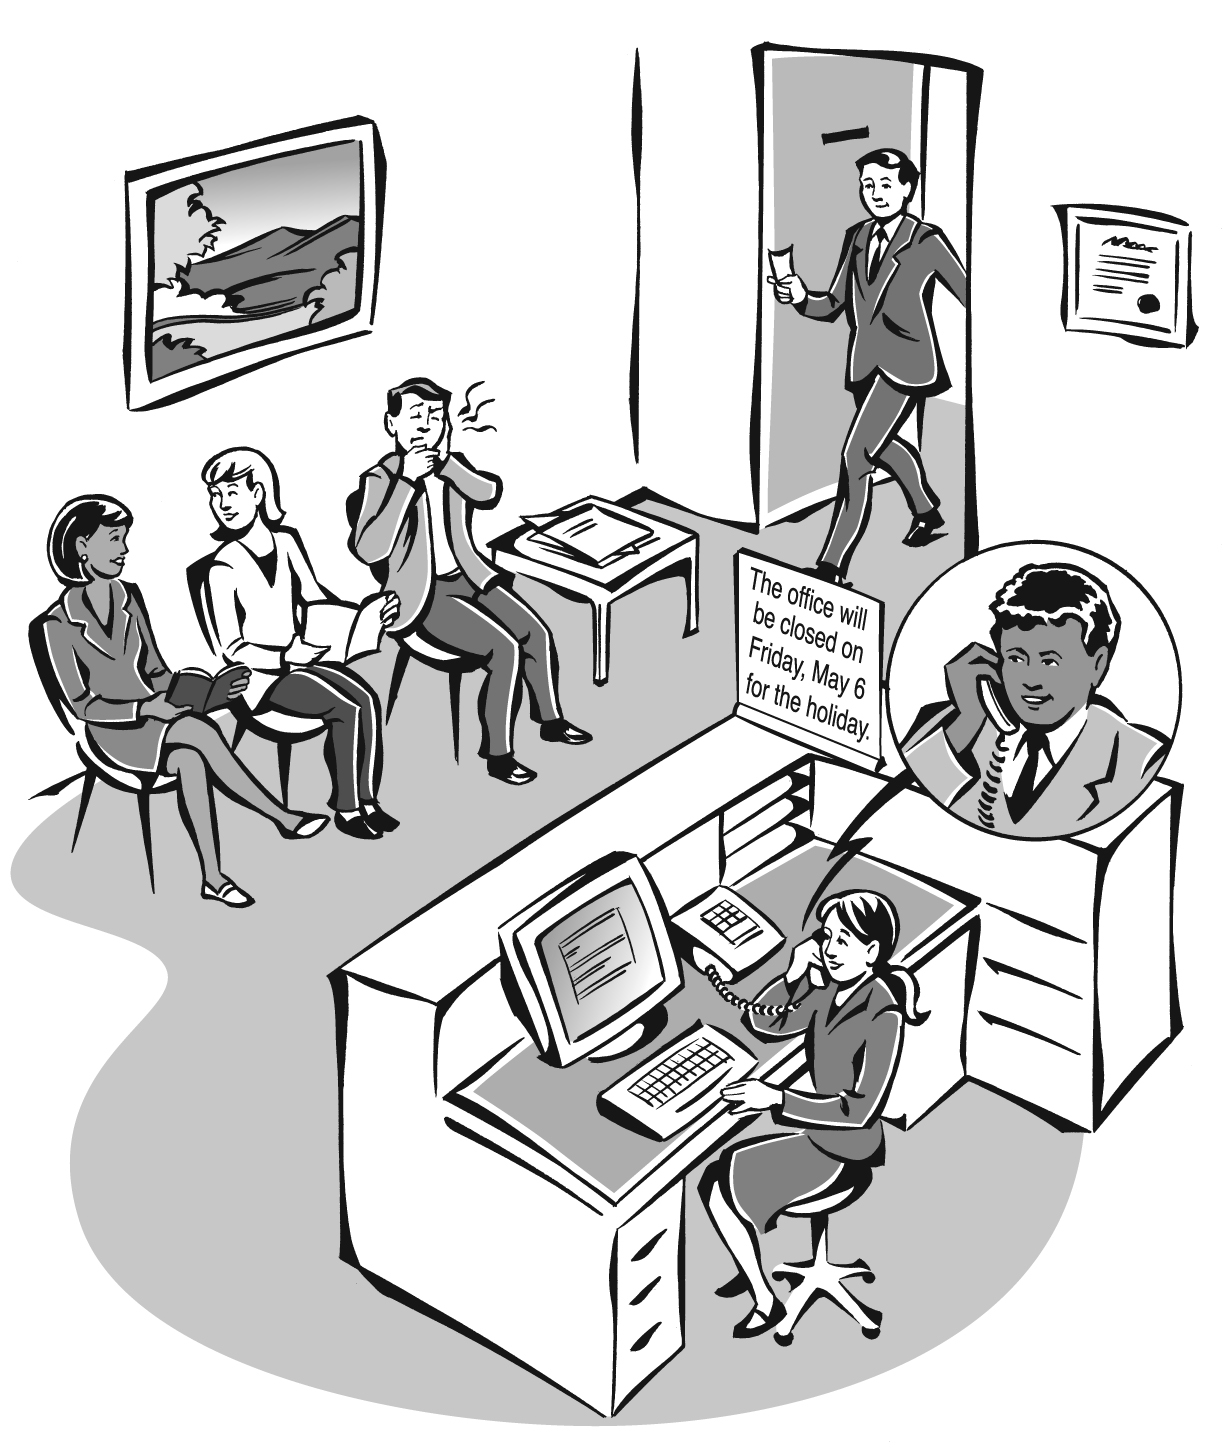 The office will
be closed on
Friday, May 6
for the holiday.